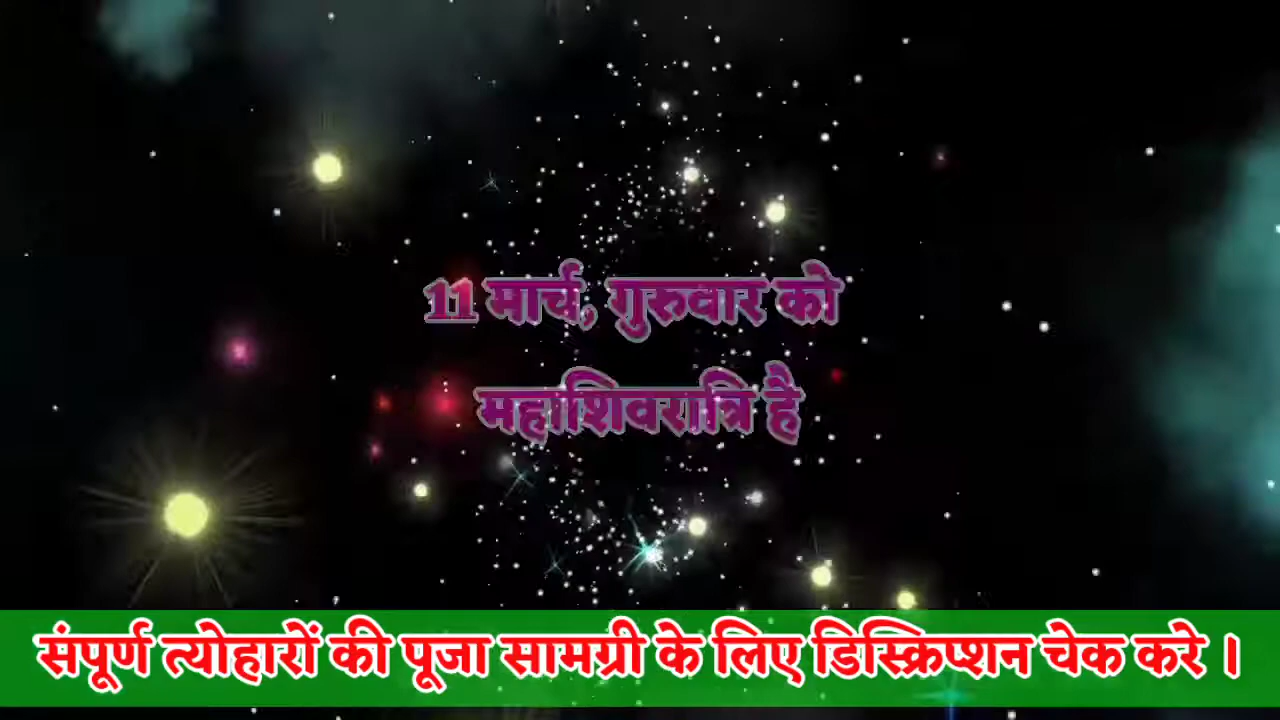 11 मार्च, गुरुवार को
महाशिवरात्रि है
संपूर्ण त्योहारों की पूजा सामग्री के लिए डिस्क्रिप्शन चेक करे ।